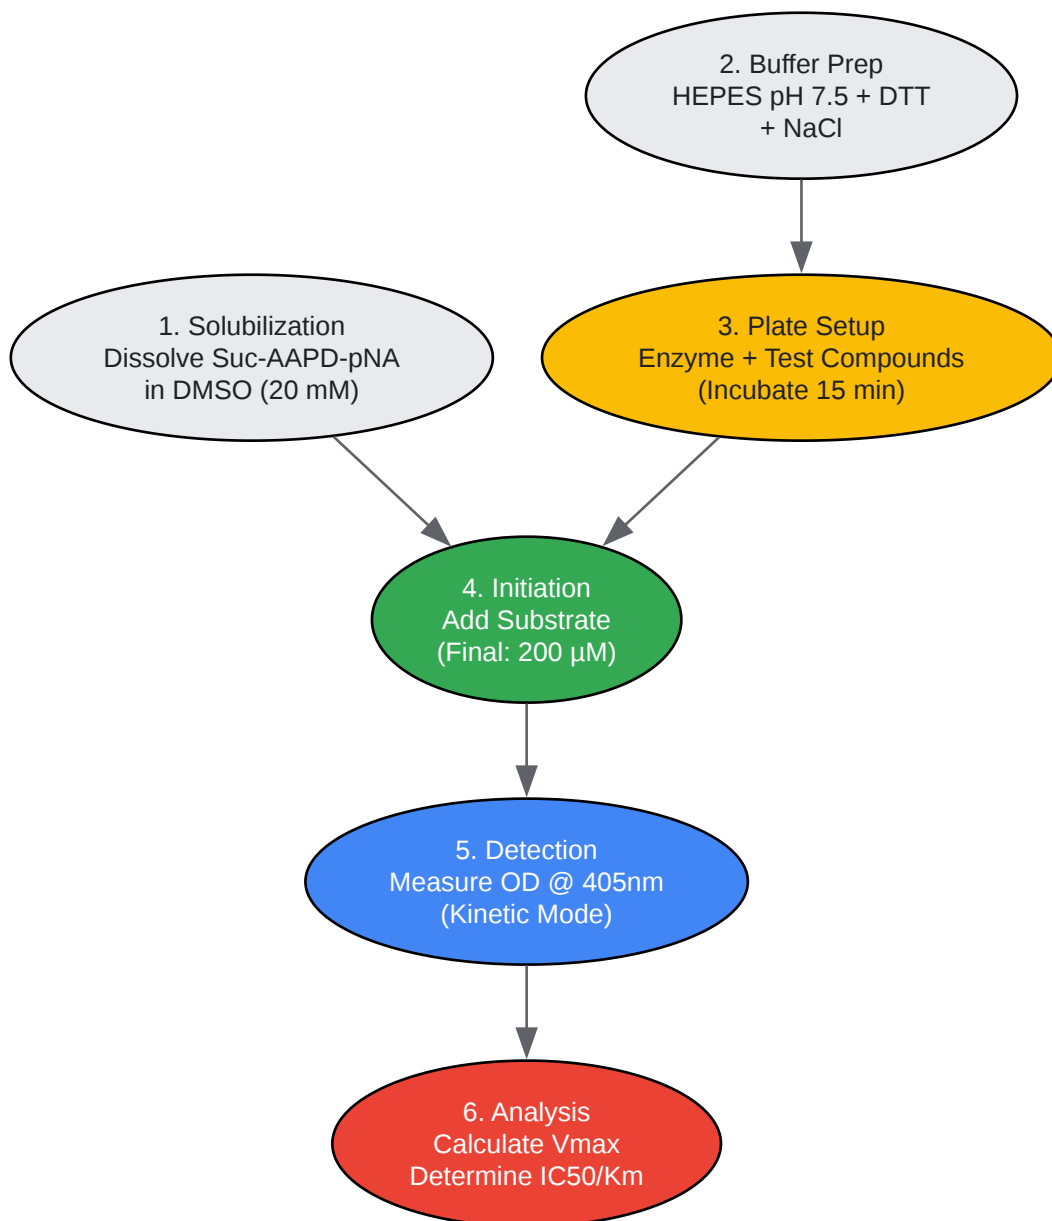 2. Buffer Prep
HEPES pH 7.5 + DTT
+ NaCl
1. Solubilization
Dissolve Suc-AAPD-pNA
in DMSO (20 mM)
3. Plate Setup
Enzyme + Test Compounds
(Incubate 15 min)
4. Initiation
Add Substrate
(Final: 200 µM)
5. Detection
Measure OD @ 405nm
(Kinetic Mode)
6. Analysis
Calculate Vmax
Determine IC50/Km